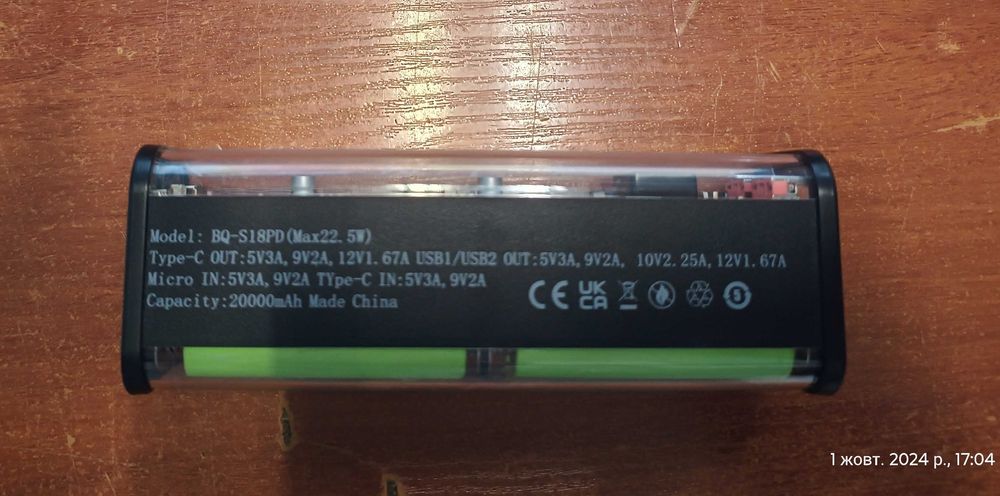 Model: BQ-S18PD(Max22.5W)
Type-C OUT:5V3A,9V2A,12V1.67A USB1/USB2 OUT:5V3A,9V2A, 10V2.25A,12V1.67A
Micro IN:5V3A,9V2A TYpe-C IN:5V3A,9V2A
Capacity:20000mAh Made China
CE UK CA 5
1 жовт. 2024 р., 17:04